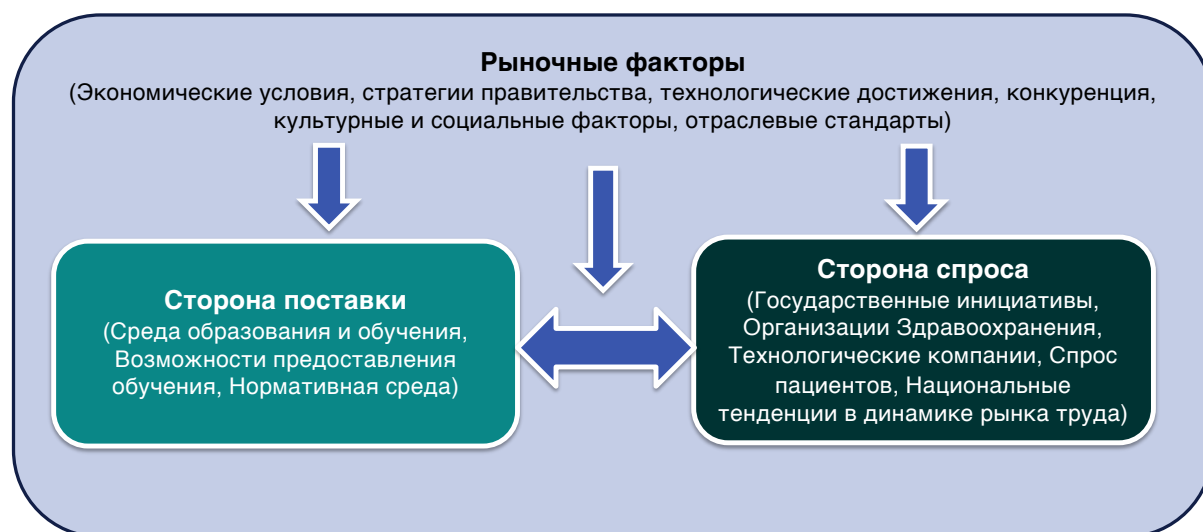 Рыночные факторы
(Экономические условия, стратегии правительства, технологические достижения, конкуренция,
культурные и социальные факторы, отраслевые стандарты)
Сторона поставки
(Среда образования и обучения,
Возможности предоставления
обучения, Нормативная среда)
Сторона спроса
(Государственные инициативы,
Организации Здравоохранения,
Технологические компании, Спрос
пациентов, Национальные
тенденции в динамике рынка труда)